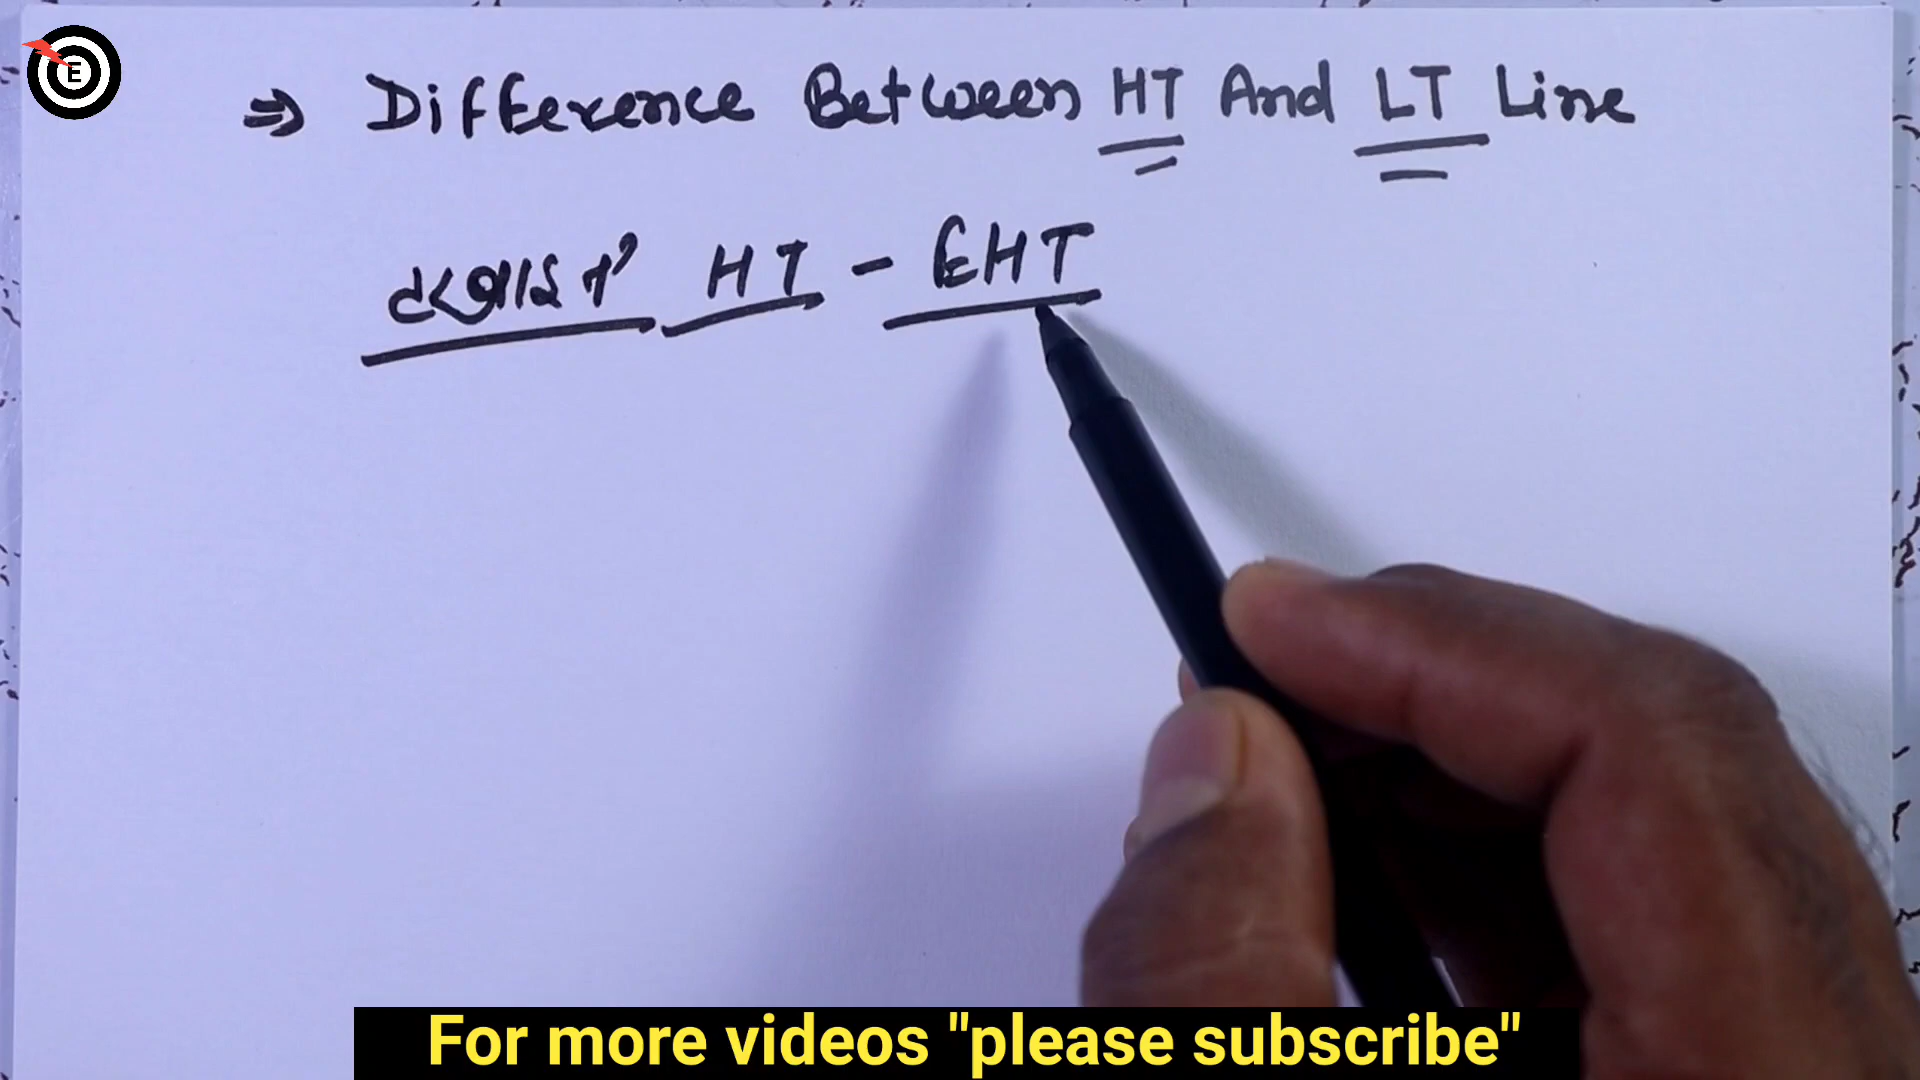 E
⇒ Difference Between HT And LT Line
HT - EHT
For more videos "please subscribe"